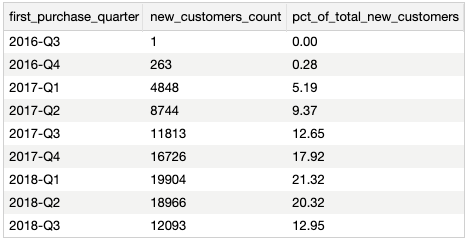 first_purchase_quarter new_customers_count pct_of_total_new_customers
2016-Q3 1 0.00
2016-Q4 263 0.28
2017-Q1 4848 5.19
2017-Q2 8744 9.37
2017-Q3 11813 12.65
2017-Q4 16726 17.92
2018-Q1 19904 21.32
2018-Q2 18966 20.32
2018-Q3 12093 12.95